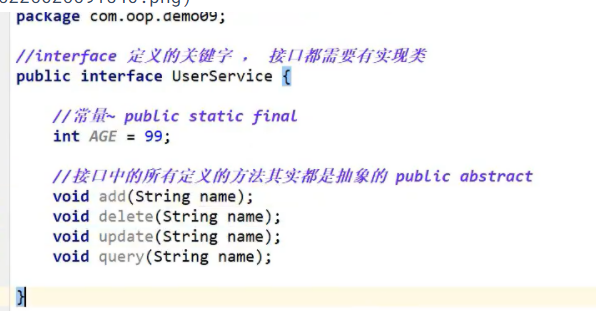 package com.oop.demo09;
//interface 定义的关键字 ， 接口都需要有实现类
public interface UserService {
//常量~ public static final
int AGE = 99;
//接口中的所有定义的方法其实都是抽象的 public abstract
void add(String name);
void delete(String name);
void update(String name);
void query(String name);
}